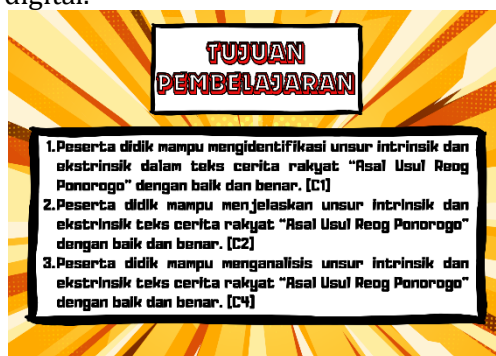 digital.
TUJUAN
PEMBELAJARAN
1.Peserta didik mampu mengidentifikasi unsur intrinsik dan
ekstrinsik dalam teks cerita rakyat “Asal Usul Reog
Ponorogo” dengan baik dan benar. [C1]
2.Peserta didik mampu menjelaskan unsur intrinsik dan
ekstrinsik teks cerita rakyat “Asal Usul Reog Ponorogo”
dengan baik dan benar. [C2]
3.Peserta didik mampu menganalisis unsur intrinsik dan
ekstrinsik teks cerita rakyat “Asal Usul Reog Ponorogo”
dengan baik dan benar. [C4]